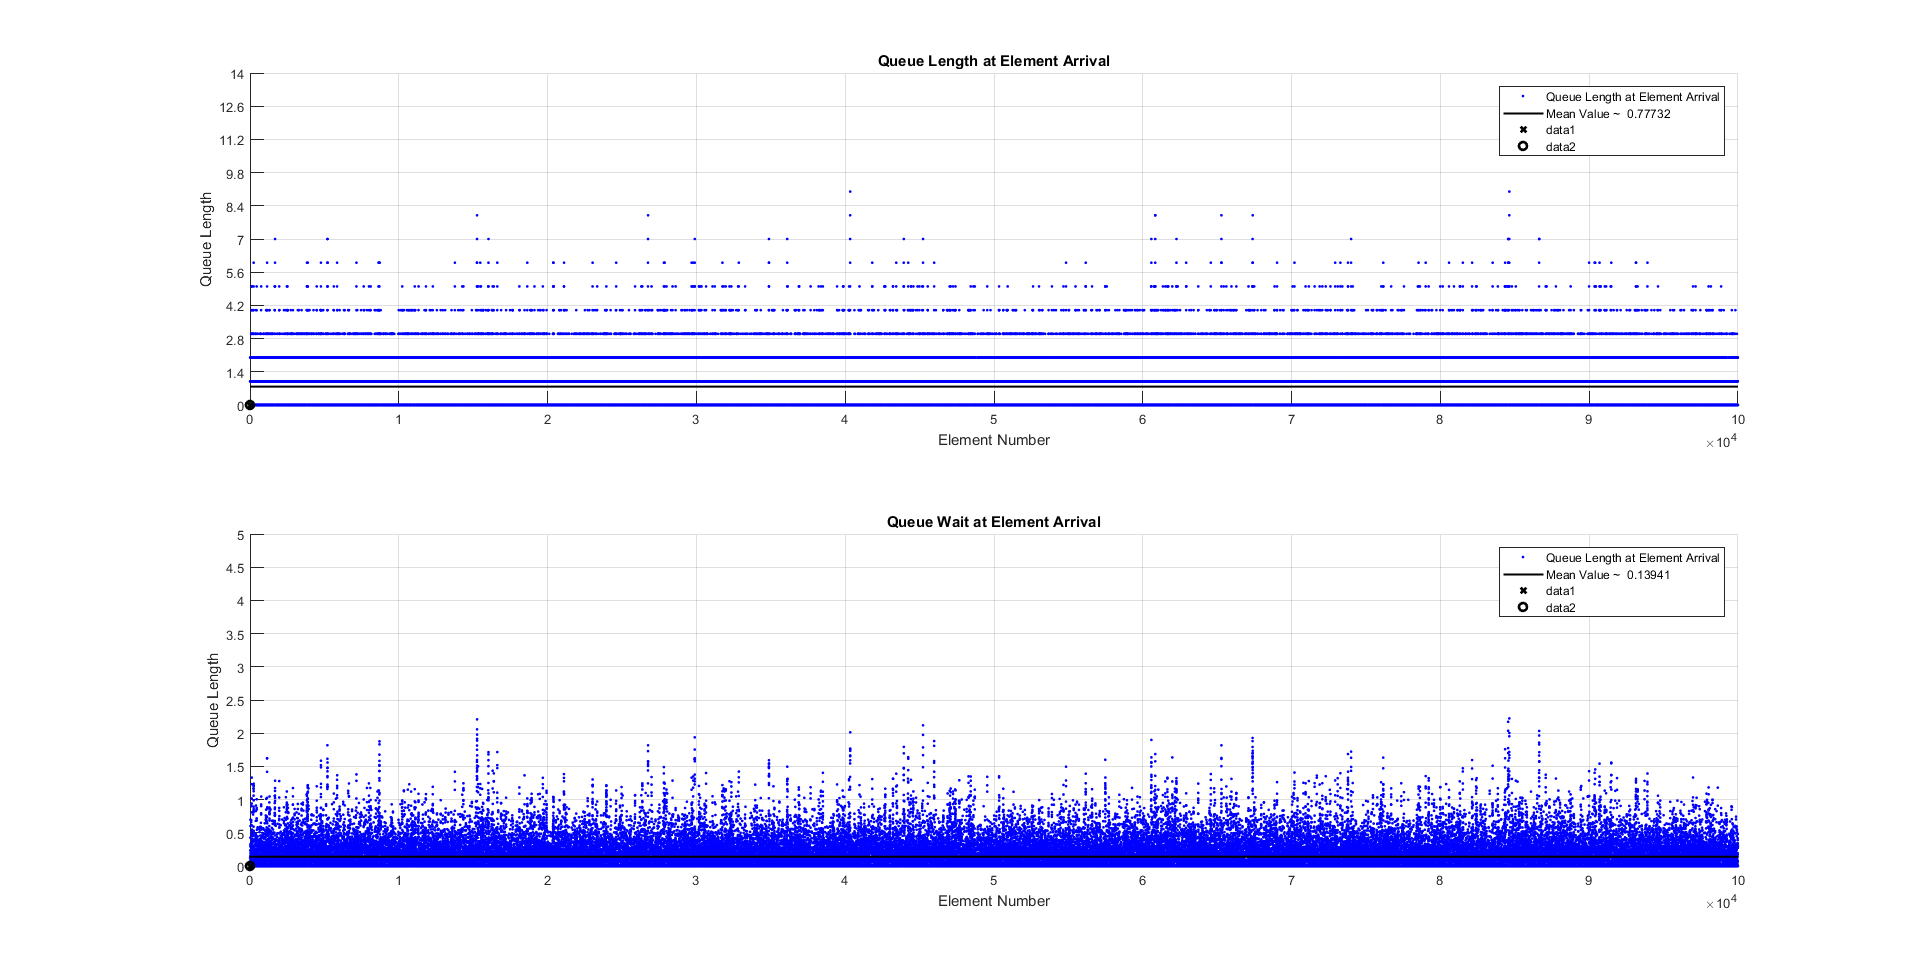 Queue Length at Element Arrival
14
12.6
11.2
9.8
8.4
7
5.6
4.2
2.8
1.4
0
Queue Length
Queue Length at Element Arrival
Mean Value ~ 0.77732
data1
data2
0 1 2 3 4 5 6 7 8 9 10
Element Number
×10^4
Queue Wait at Element Arrival
5
4.5
4
3.5
3
2.5
2
1.5
1
0.5
0
Queue Length
Queue Length at Element Arrival
Mean Value ~ 0.13941
data1
data2
0 1 2 3 4 5 6 7 8 9 10
Element Number
×10^4